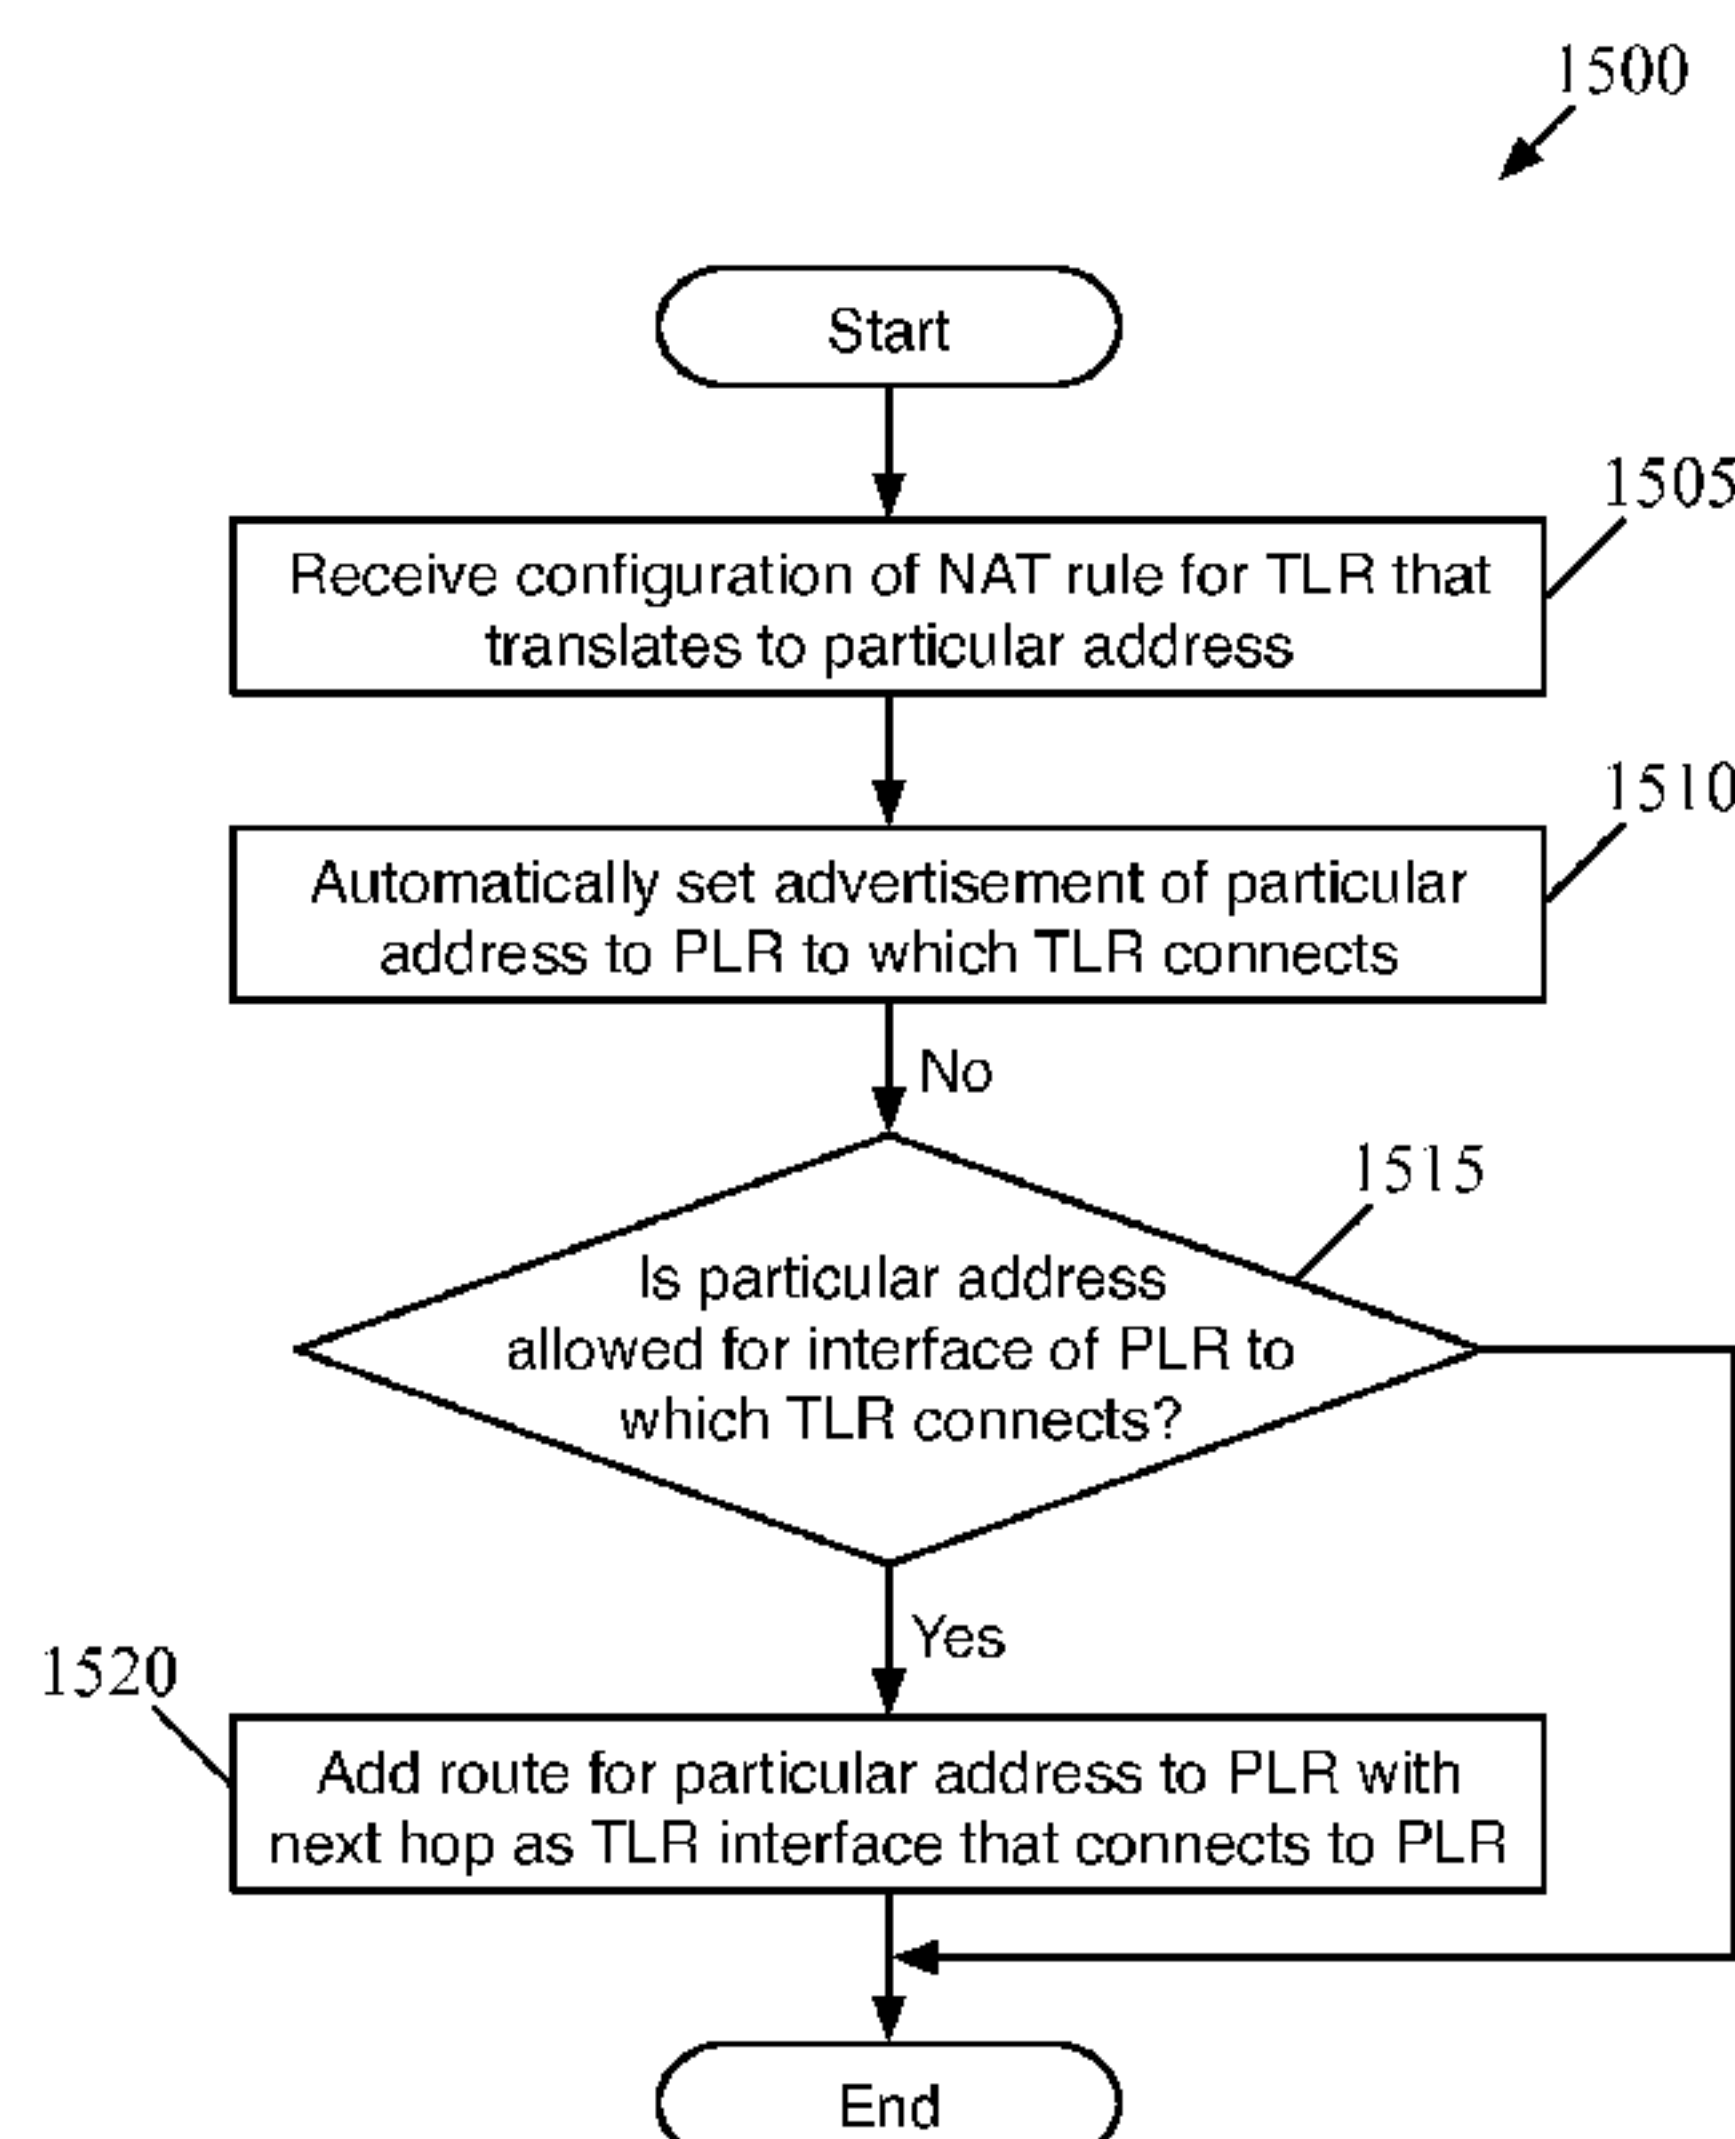 1500
Start
1505
Receive configuration of NAT rule for TLR that
translates to particular address
1510
Automatically set advertisement of particular
address to PLR to which TLR connects
No
1515
Is particular address
allowed for interface of PLR to
which TLR connects?
Yes
1520
Add route for particular address to PLR with
next hop as TLR interface that connects to PLR
End